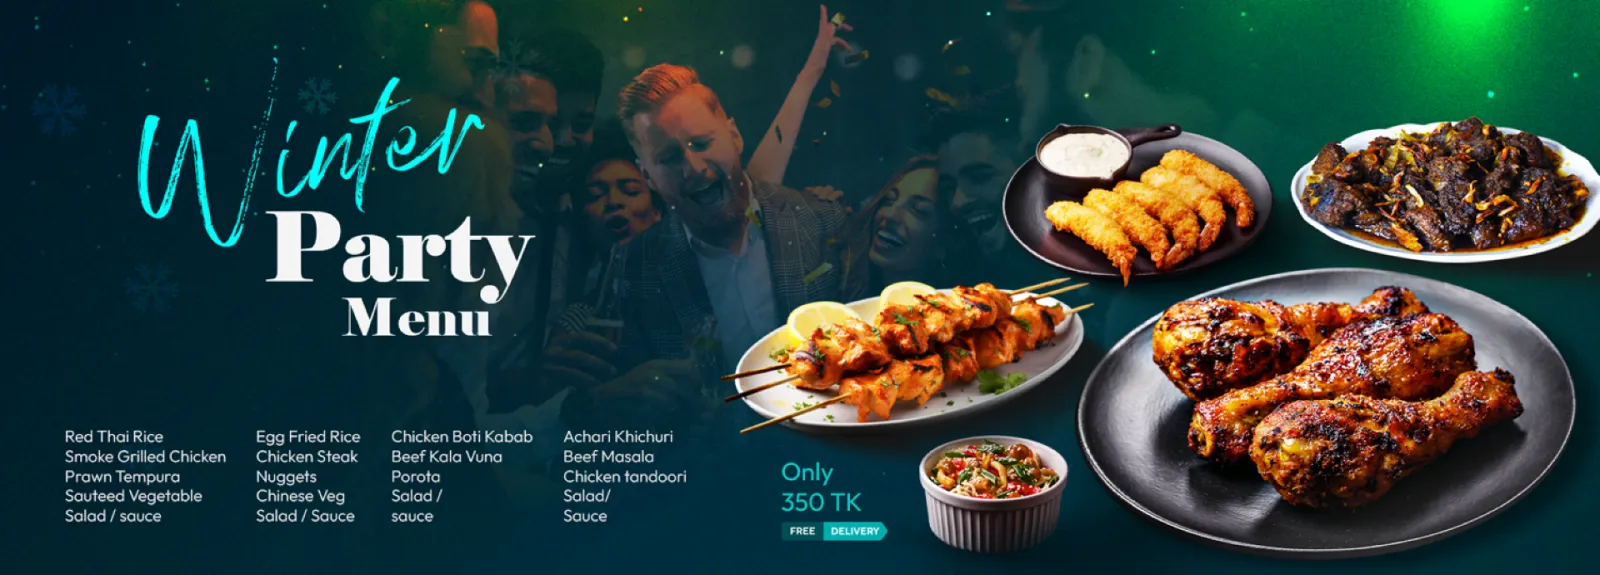 Winter
Party
Menu
Red Thai Rice
Smoke Grilled Chicken
Prawn Tempura
Sauteed Vegetable
Salad / sauce
Egg Fried Rice
Chicken Steak
Nuggets
Chinese Veg
Salad / Sauce
Chicken Boti Kabab
Beef Kala Vuna
Porota
Salad /
sauce
Achari Khichuri
Beef Masala
Chicken tandoori
Salad/
Sauce
Only
350 TK
FREE DELIVERY